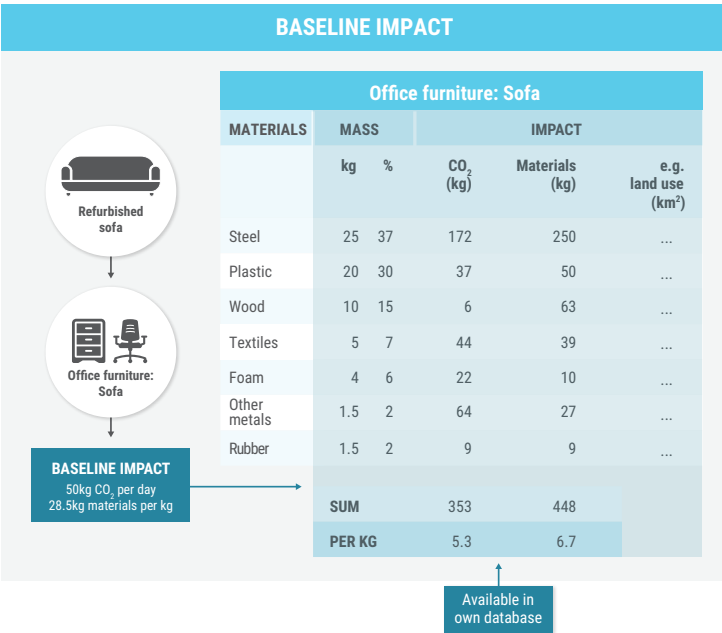 BASELINE IMPACT
Office furniture: Sofa
MATERIALS MASS IMPACT
kg % CO₂ (kg) Materials (kg) e.g. land use (km²)
Steel 25 37 172 250 ...
Plastic 20 30 37 50 ...
Wood 10 15 6 63 ...
Textiles 5 7 44 39 ...
Foam 4 6 22 10 ...
Other metals 1.5 2 64 27 ...
Rubber 1.5 2 9 9 ...
SUM 353 448
PER KG 5.3 6.7
Refurbished
sofa
Office furniture:
Sofa
BASELINE IMPACT
50kg CO₂ per day
28.5kg materials per kg
Available in
own database